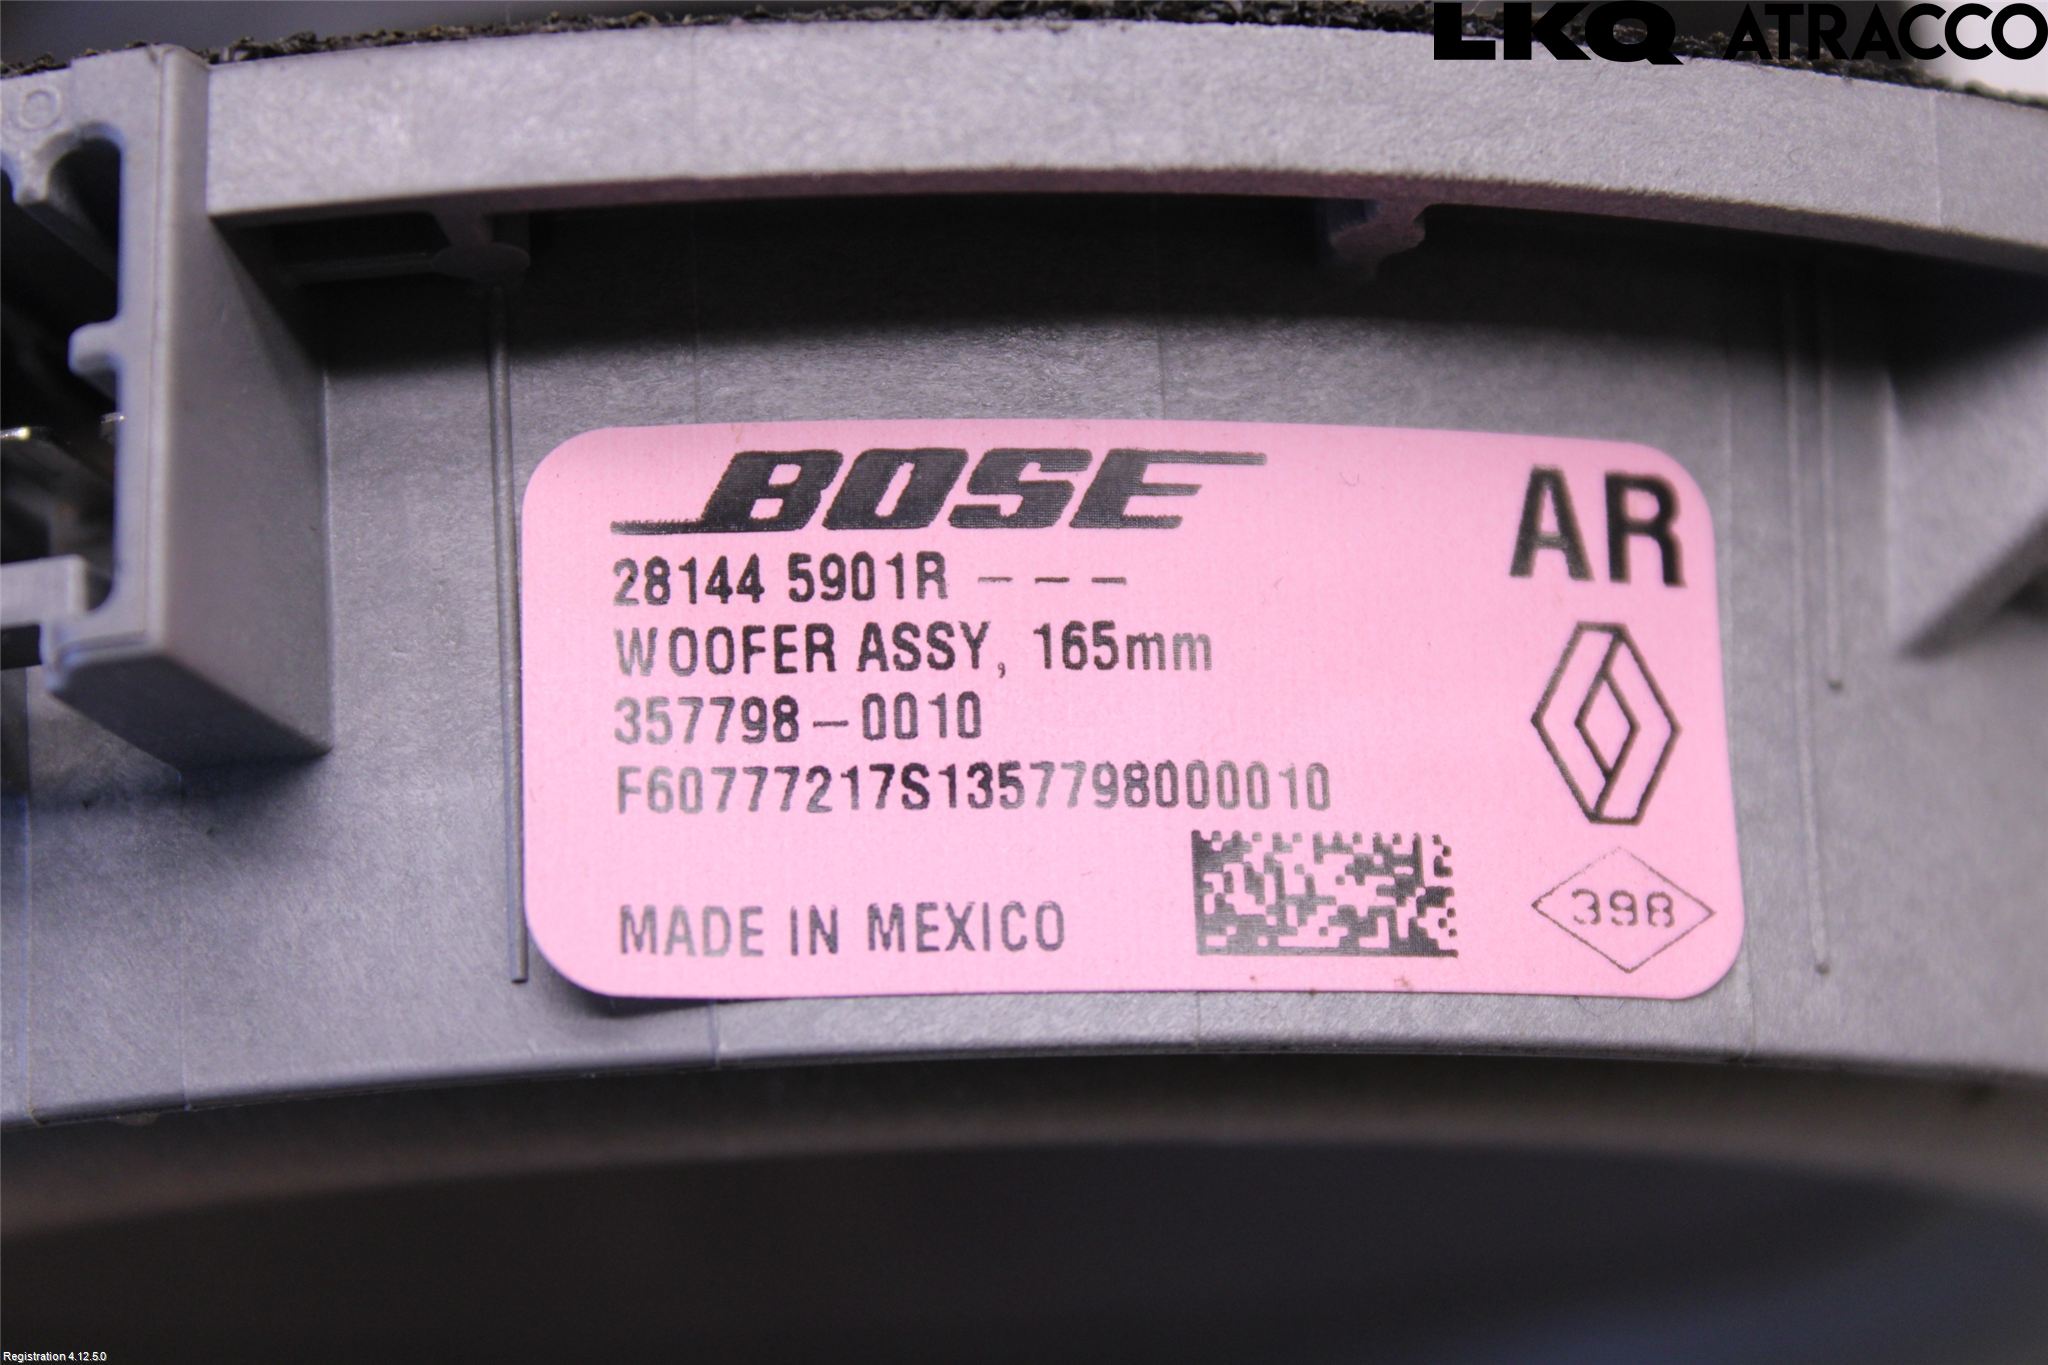 LKQ ATRACCO
BOSE
AR
28144 5901R – – –
WOOFER ASSY, 165mm
357798–0010
F60777217S1357798000010
MADE IN MEXICO
398
Registration 4.12.5.0